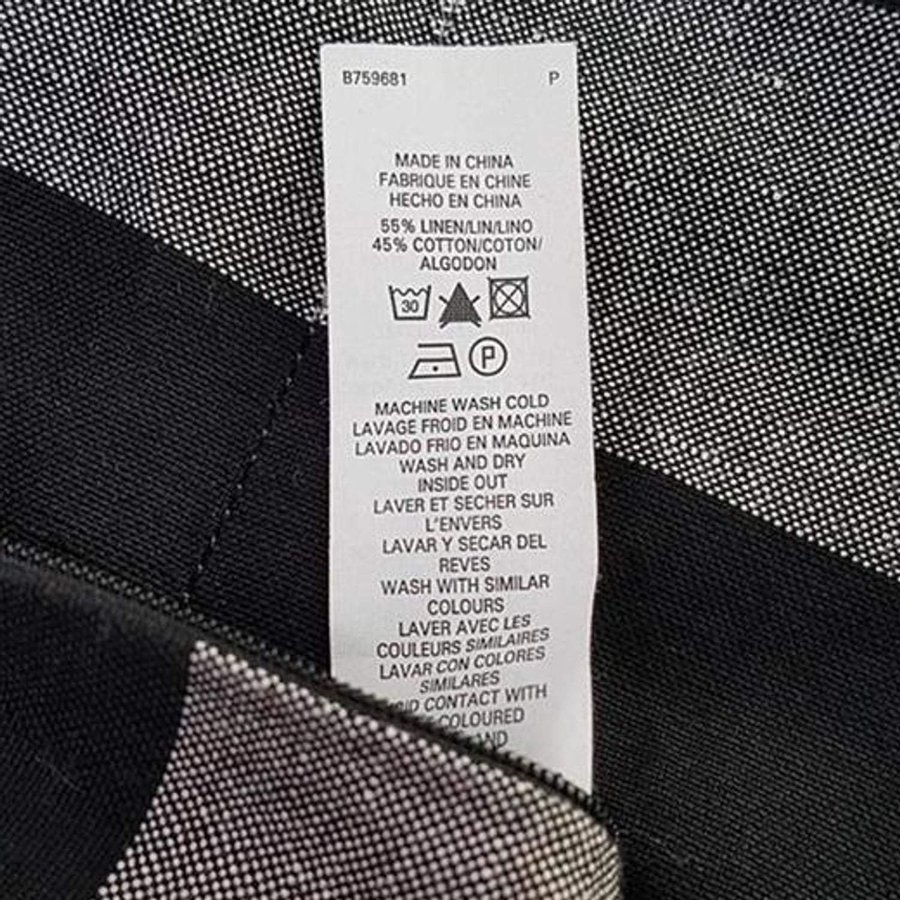 B759681 P
MADE IN CHINA
FABRIQUE EN CHINE
HECHO EN CHINA
55% LINEN/LIN/LINO
45% COTTON/COTON/
ALGODON
30
P
MACHINE WASH COLD
LAVAGE FROID EN MACHINE
LAVADO FRIO EN MAQUINA
WASH AND DRY
INSIDE OUT
LAVER ET SECHER SUR
L'ENVERS
LAVAR Y SECAR DEL
REVES
WASH WITH SIMILAR
COLOURS
LAVER AVEC LES
COULEURS SIMILAIRES
LAVAR CON COLORES
SIMILARES
CONTACT WITH
COLOURED